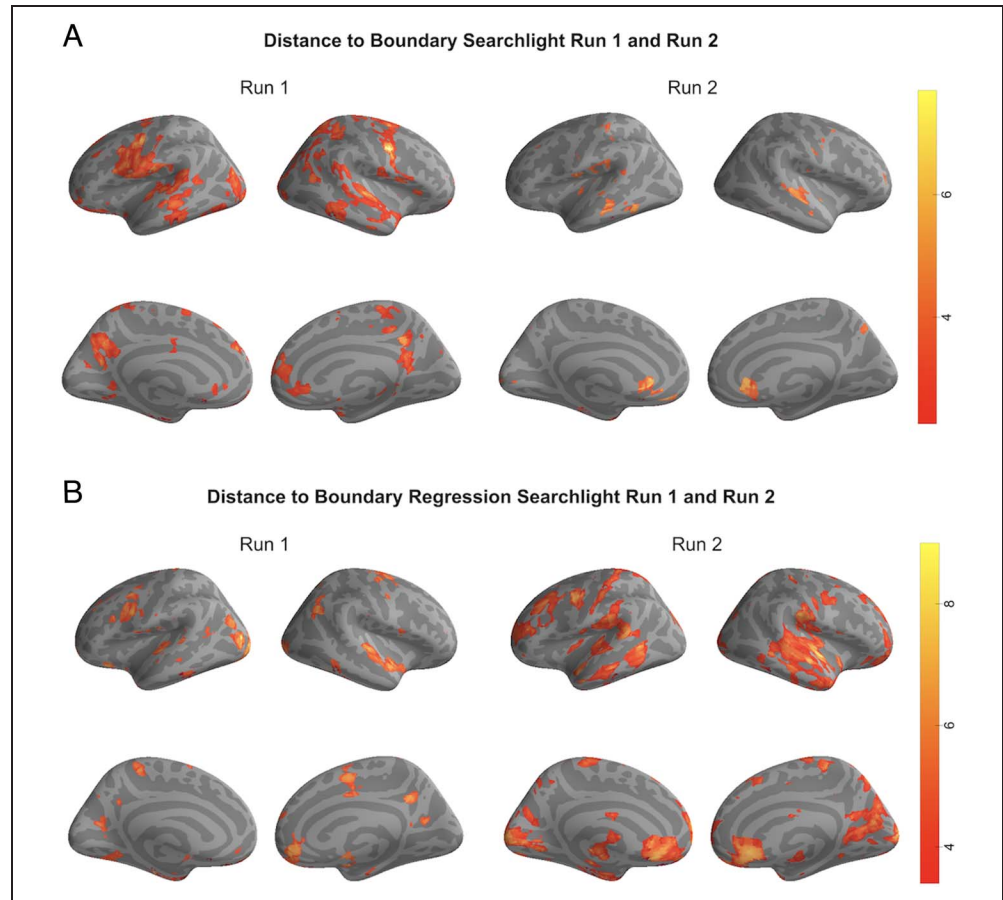 A
Distance to Boundary Searchlight Run 1 and Run 2
Run 1
Run 2
6
4
B
Distance to Boundary Regression Searchlight Run 1 and Run 2
Run 1
Run 2
8
6
4